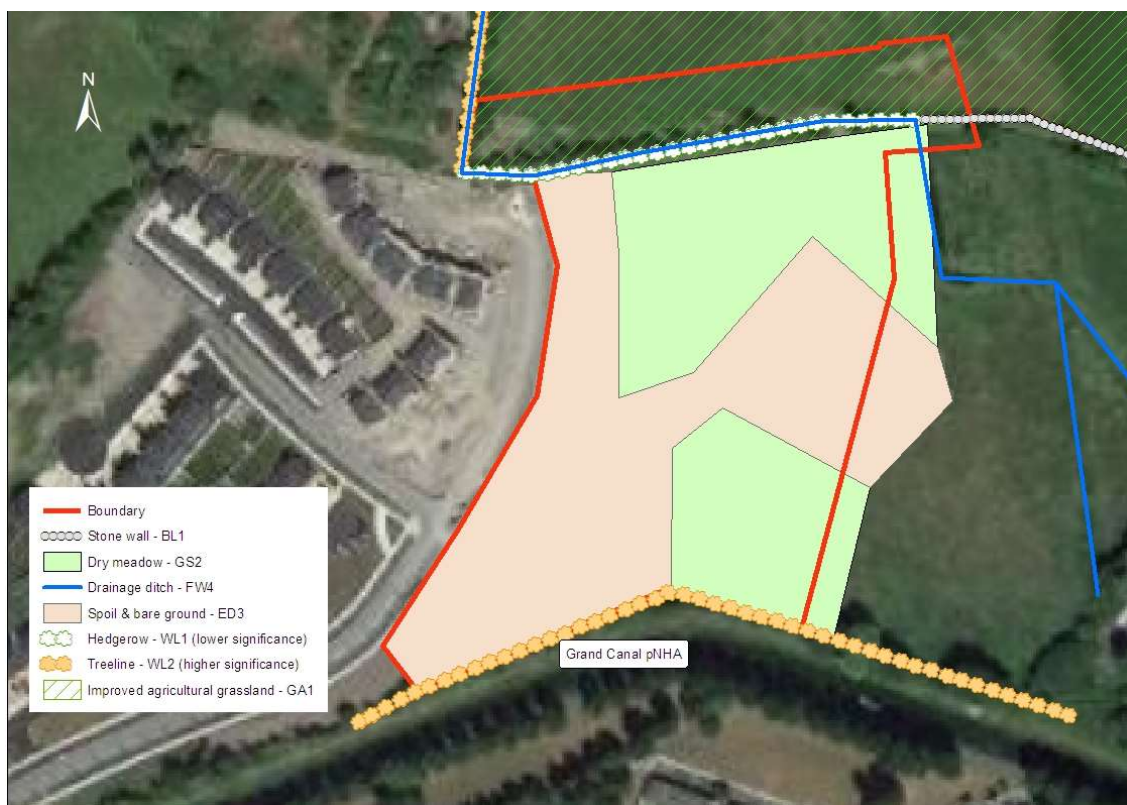 N
Grand Canal pNHA
Boundary
Stone wall - BL1
Dry meadow - GS2
Drainage ditch - FW4
Spoil & bare ground - ED3
Hedgerow - WL1 (lower significance)
Treeline - WL2 (higher significance)
Improved agricultural grassland - GA1